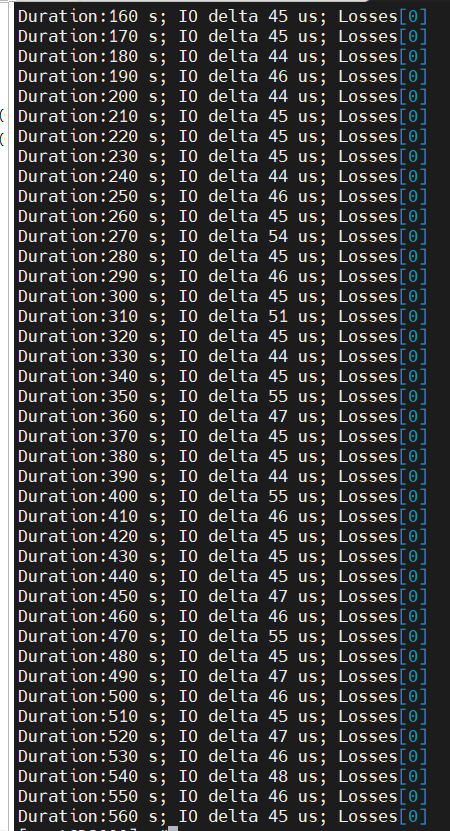 Duration:160 s; IO delta 45 us; Losses[0]
Duration:170 s; IO delta 45 us; Losses[0]
Duration:180 s; IO delta 44 us; Losses[0]
Duration:190 s; IO delta 46 us; Losses[0]
Duration:200 s; IO delta 44 us; Losses[0]
Duration:210 s; IO delta 45 us; Losses[0]
Duration:220 s; IO delta 45 us; Losses[0]
Duration:230 s; IO delta 45 us; Losses[0]
Duration:240 s; IO delta 44 us; Losses[0]
Duration:250 s; IO delta 46 us; Losses[0]
Duration:260 s; IO delta 45 us; Losses[0]
Duration:270 s; IO delta 54 us; Losses[0]
Duration:280 s; IO delta 45 us; Losses[0]
Duration:290 s; IO delta 46 us; Losses[0]
Duration:300 s; IO delta 45 us; Losses[0]
Duration:310 s; IO delta 51 us; Losses[0]
Duration:320 s; IO delta 45 us; Losses[0]
Duration:330 s; IO delta 44 us; Losses[0]
Duration:340 s; IO delta 45 us; Losses[0]
Duration:350 s; IO delta 55 us; Losses[0]
Duration:360 s; IO delta 47 us; Losses[0]
Duration:370 s; IO delta 45 us; Losses[0]
Duration:380 s; IO delta 45 us; Losses[0]
Duration:390 s; IO delta 44 us; Losses[0]
Duration:400 s; IO delta 55 us; Losses[0]
Duration:410 s; IO delta 46 us; Losses[0]
Duration:420 s; IO delta 45 us; Losses[0]
Duration:430 s; IO delta 45 us; Losses[0]
Duration:440 s; IO delta 45 us; Losses[0]
Duration:450 s; IO delta 47 us; Losses[0]
Duration:460 s; IO delta 46 us; Losses[0]
Duration:470 s; IO delta 55 us; Losses[0]
Duration:480 s; IO delta 45 us; Losses[0]
Duration:490 s; IO delta 47 us; Losses[0]
Duration:500 s; IO delta 46 us; Losses[0]
Duration:510 s; IO delta 45 us; Losses[0]
Duration:520 s; IO delta 47 us; Losses[0]
Duration:530 s; IO delta 46 us; Losses[0]
Duration:540 s; IO delta 48 us; Losses[0]
Duration:550 s; IO delta 46 us; Losses[0]
Duration:560 s; IO delta 45 us; Losses[0]